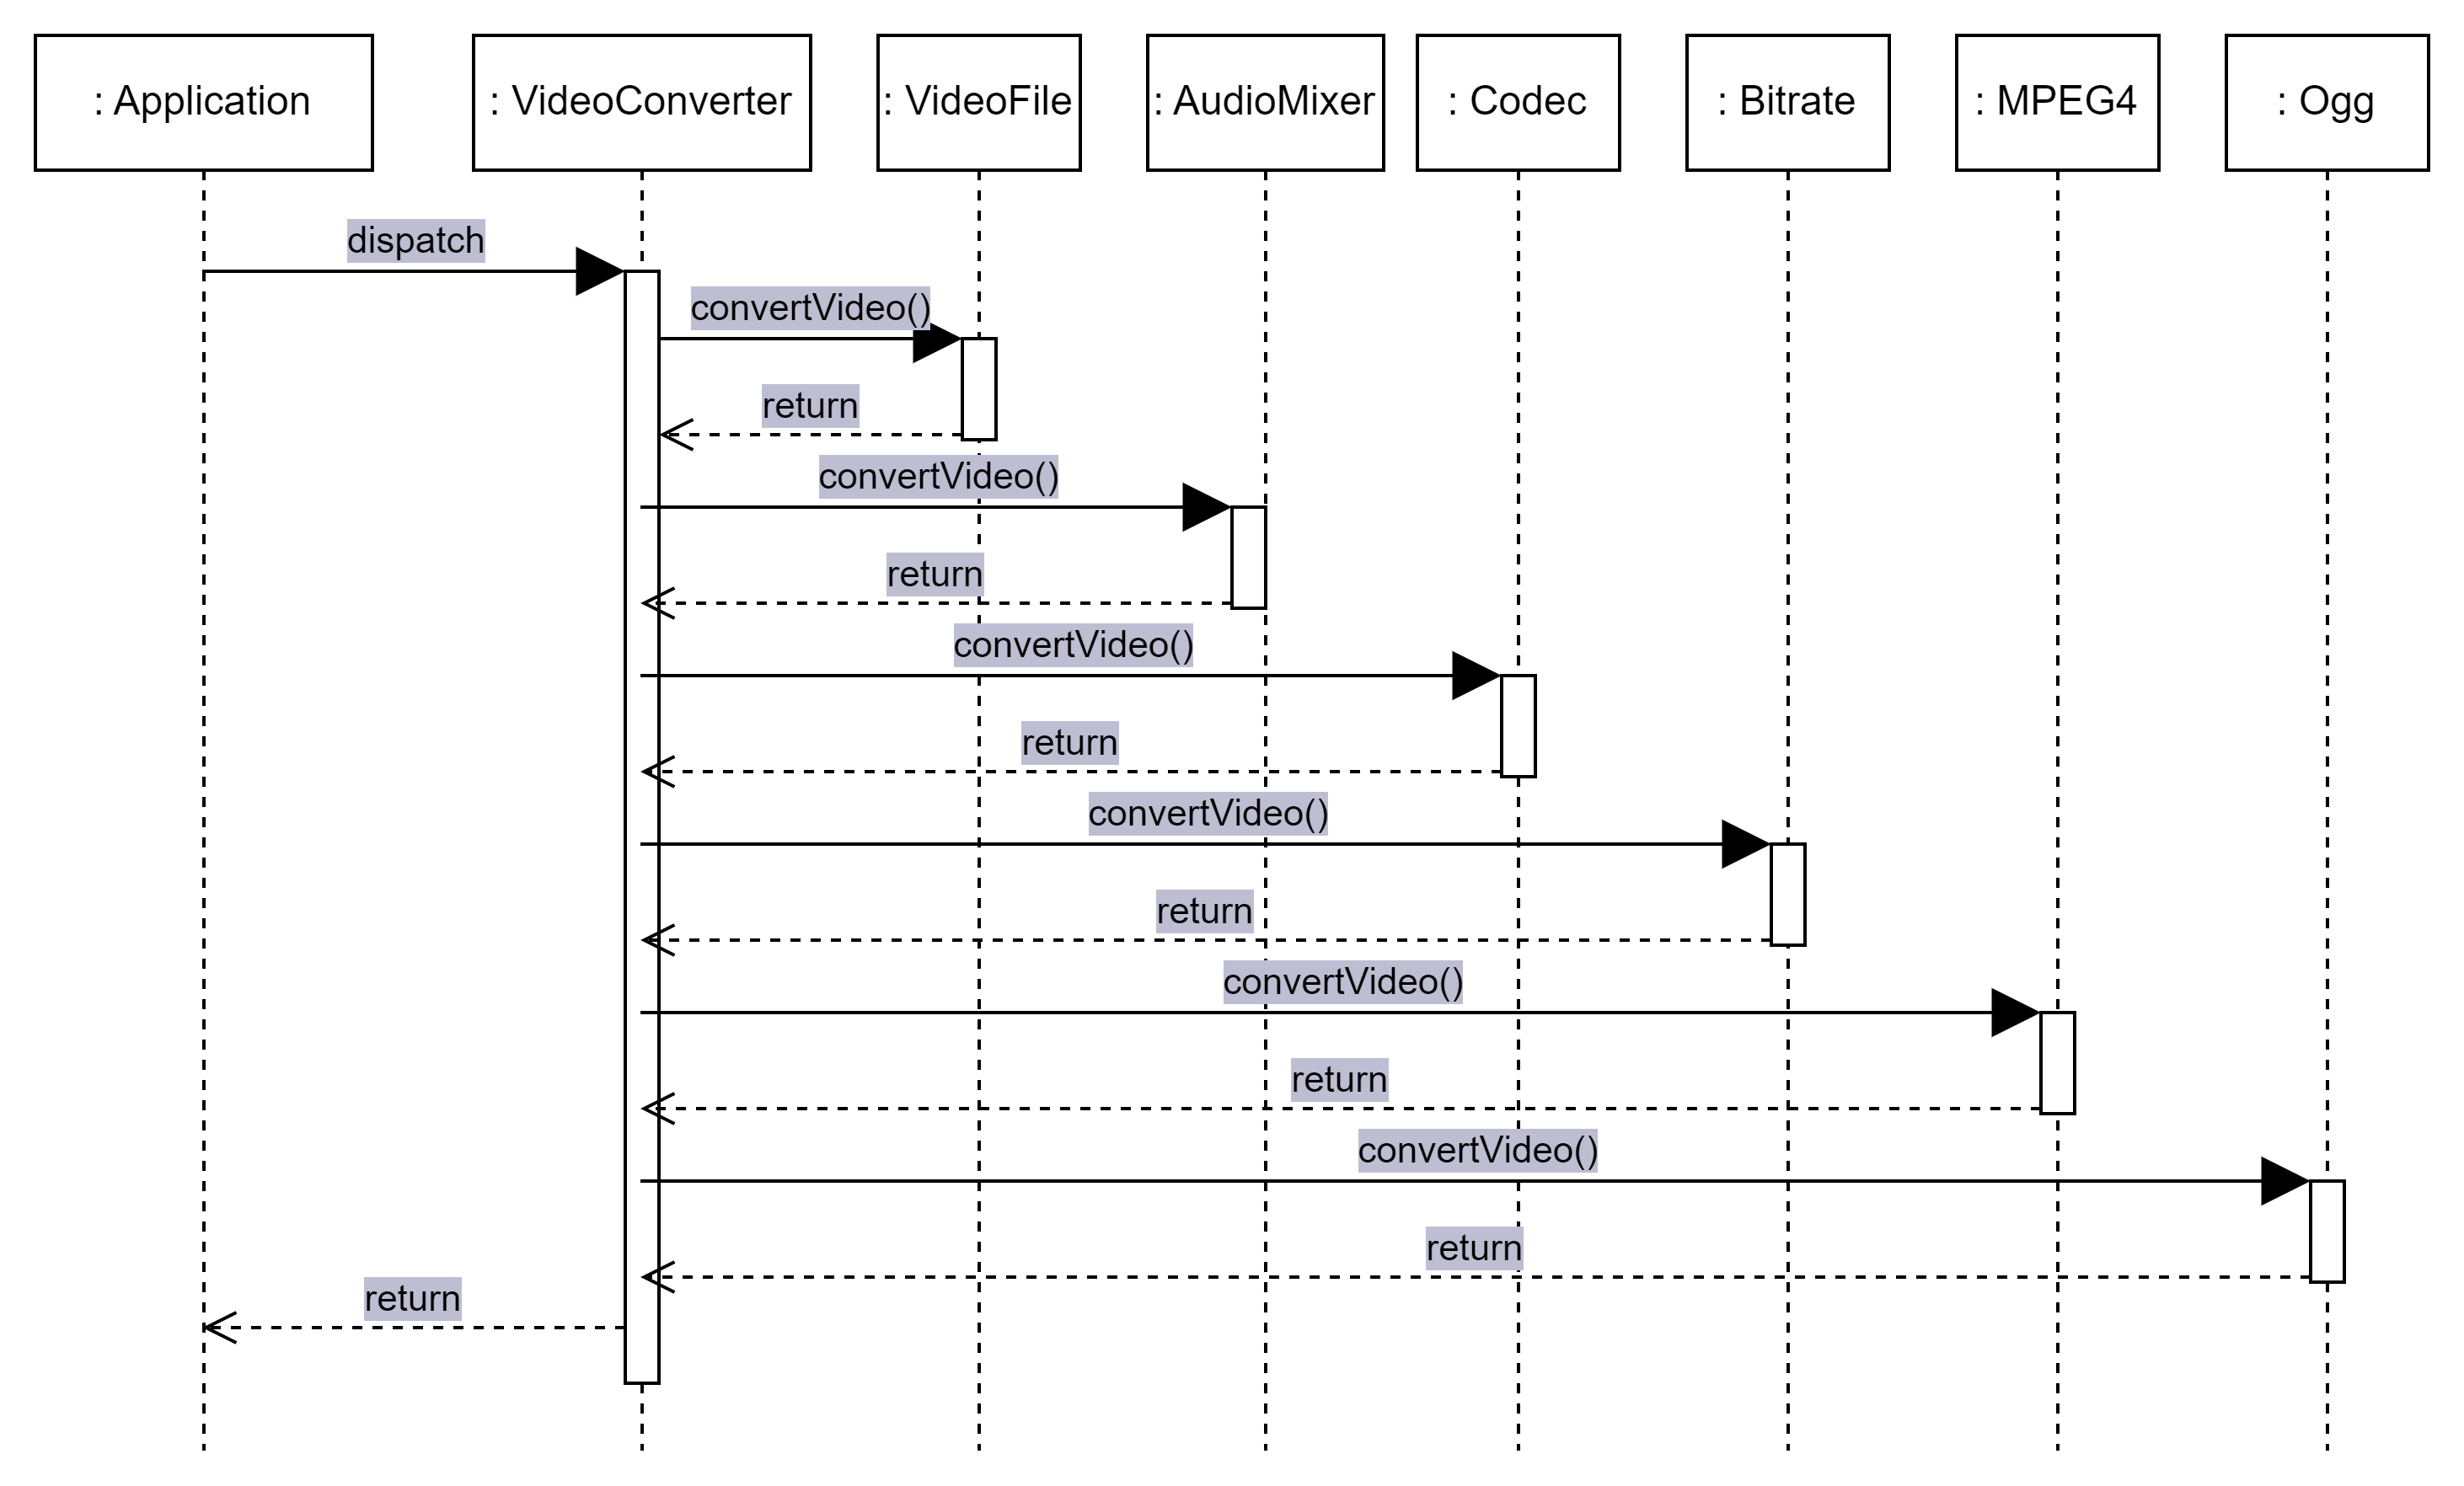 : Application
: VideoConverter
: VideoFile
: AudioMixer
: Codec
: Bitrate
: MPEG4
: Ogg
dispatch
convertVideo()
return
convertVideo()
return
convertVideo()
return
convertVideo()
return
convertVideo()
return
convertVideo()
return
return